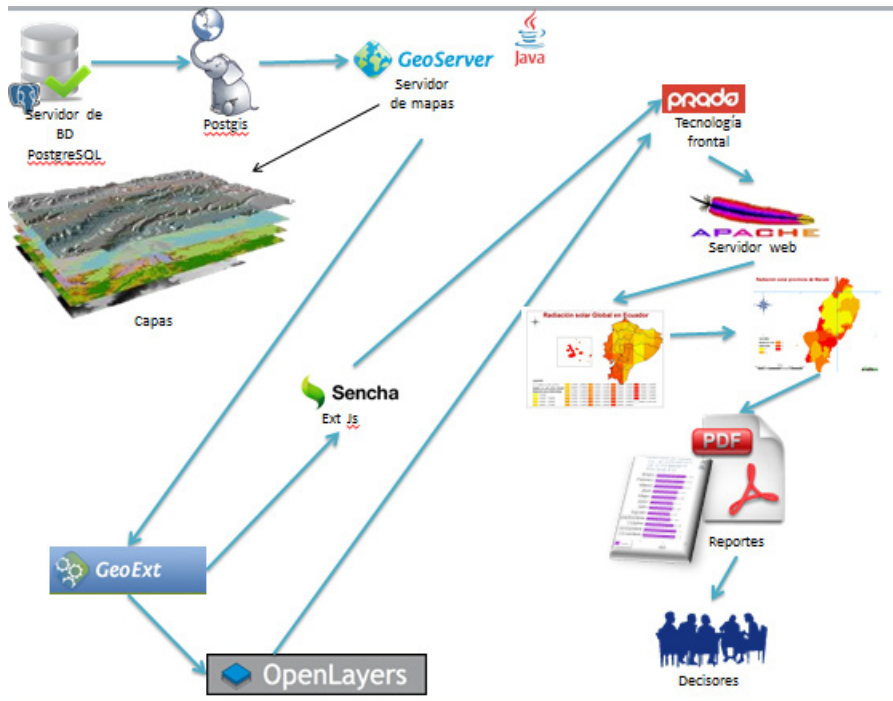 GeoServer
Java
Servidor
de mapas
Servidor de
BD
PostgreSQL
Postgis
prado
Tecnología
frontal
APACHE
Servidor web
Capas
Radiación solar Global en Ecuador
Sencha
Ext Js
PDF
Reportes
GeoExt
OpenLayers
Decisores